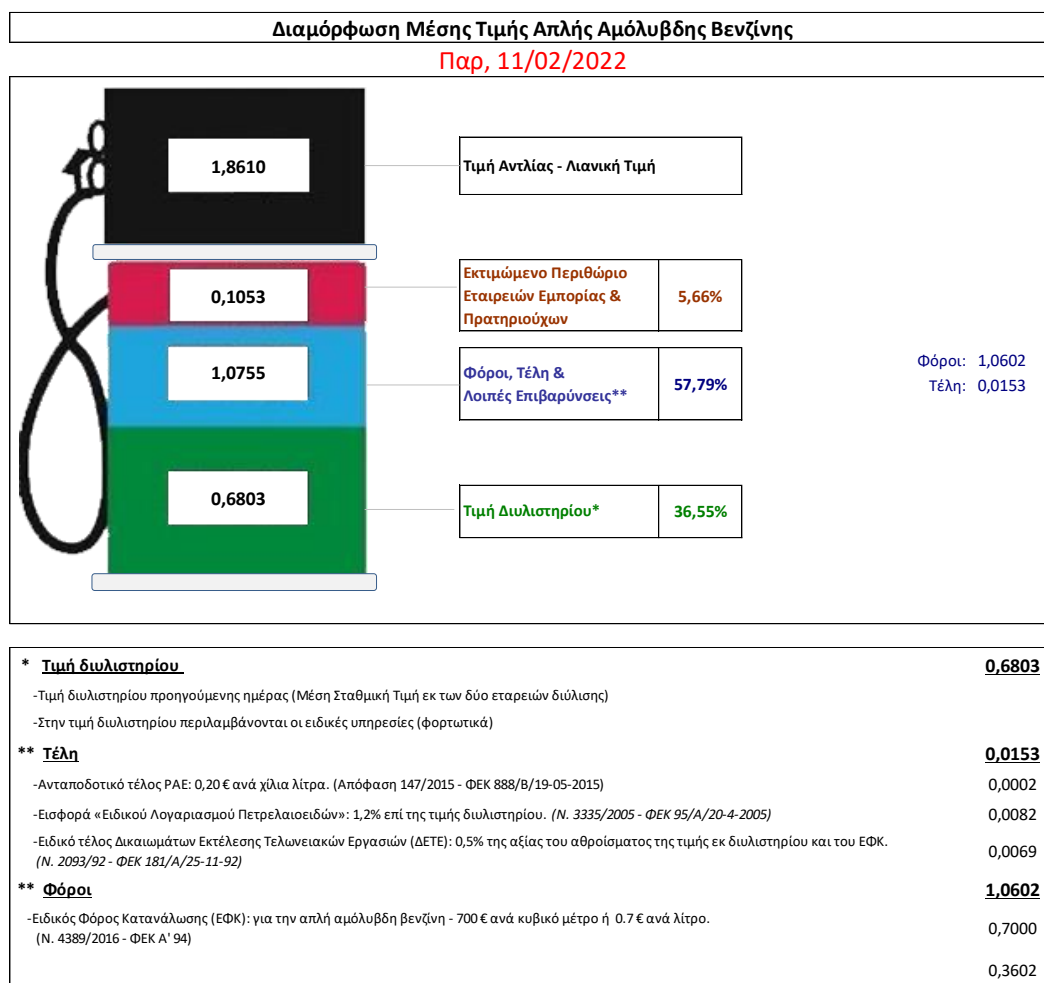 Διαμόρφωση Μέσης Τιμής Απλής Αμόλυβδης Βενζίνης
Παρ, 11/02/2022
1,8610
Τιμή Αντλίας - Λιανική Τιμή
0,1053
Εκτιμώμενο Περιθώριο
Εταιρειών Εμπορίας &
Πρατηριούχων
5,66%
1,0755
Φόροι, Τέλη &
Λοιπές Επιβαρύνσεις**
57,79%
Φόροι: 1,0602
Τέλη: 0,0153
0,6803
Τιμή Διυλιστηρίου*
36,55%
* Τιμή διυλιστηρίου 0,6803
-Τιμή διυλιστηρίου προηγούμενης ημέρας (Μέση Σταθμική Τιμή εκ των δύο εταρειών διύλισης)
-Στην τιμή διυλιστηρίου περιλαμβάνονται οι ειδικές υπηρεσίες (φορτωτικά)
** Τέλη 0,0153
-Ανταποδοτικό τέλος ΡΑΕ: 0,20 € ανά χίλια λίτρα. (Απόφαση 147/2015 - ΦΕΚ 888/Β/19-05-2015) 0,0002
-Εισφορά «Ειδικού Λογαριασμού Πετρελαιοειδών»: 1,2% επί της τιμής διυλιστηρίου. (Ν. 3335/2005 - ΦΕΚ 95/Α/20-4-2005) 0,0082
-Ειδικό τέλος Δικαιωμάτων Εκτέλεσης Τελωνειακών Εργασιών (ΔΕΤΕ): 0,5% της αξίας του αθροίσματος της τιμής εκ διυλιστηρίου και του ΕΦΚ.
(Ν. 2093/92 - ΦΕΚ 181/Α/25-11-92) 0,0069
** Φόροι 1,0602
-Ειδικός Φόρος Κατανάλωσης (ΕΦΚ): για την απλή αμόλυβδη βενζίνη - 700 € ανά κυβικό μέτρο ή 0.7 € ανά λίτρο.
(Ν. 4389/2016 - ΦΕΚ Α' 94) 0,7000
0,3602